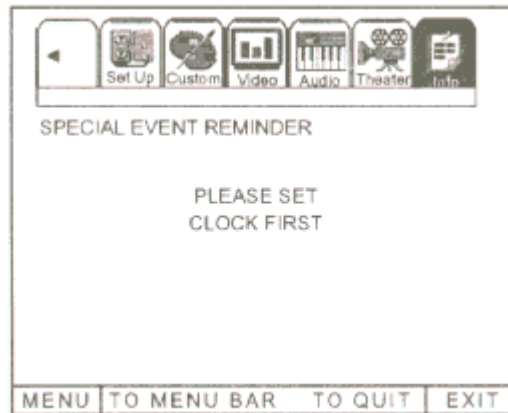 Set Up Custom Video Audio Theater Info
SPECIAL EVENT REMINDER
PLEASE SET
CLOCK FIRST
MENU TO MENU BAR TO QUIT EXIT